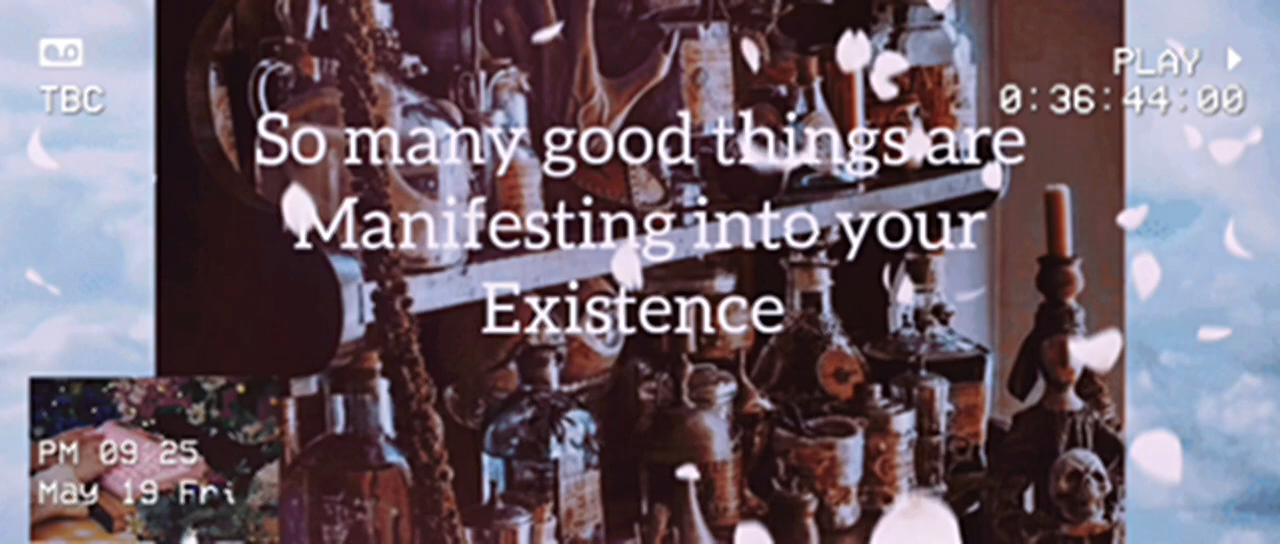 TBC
PLAY
0:36:44:00
So many good things are
Manifesting into your
Existence
PM 09 25
May 19 Fri